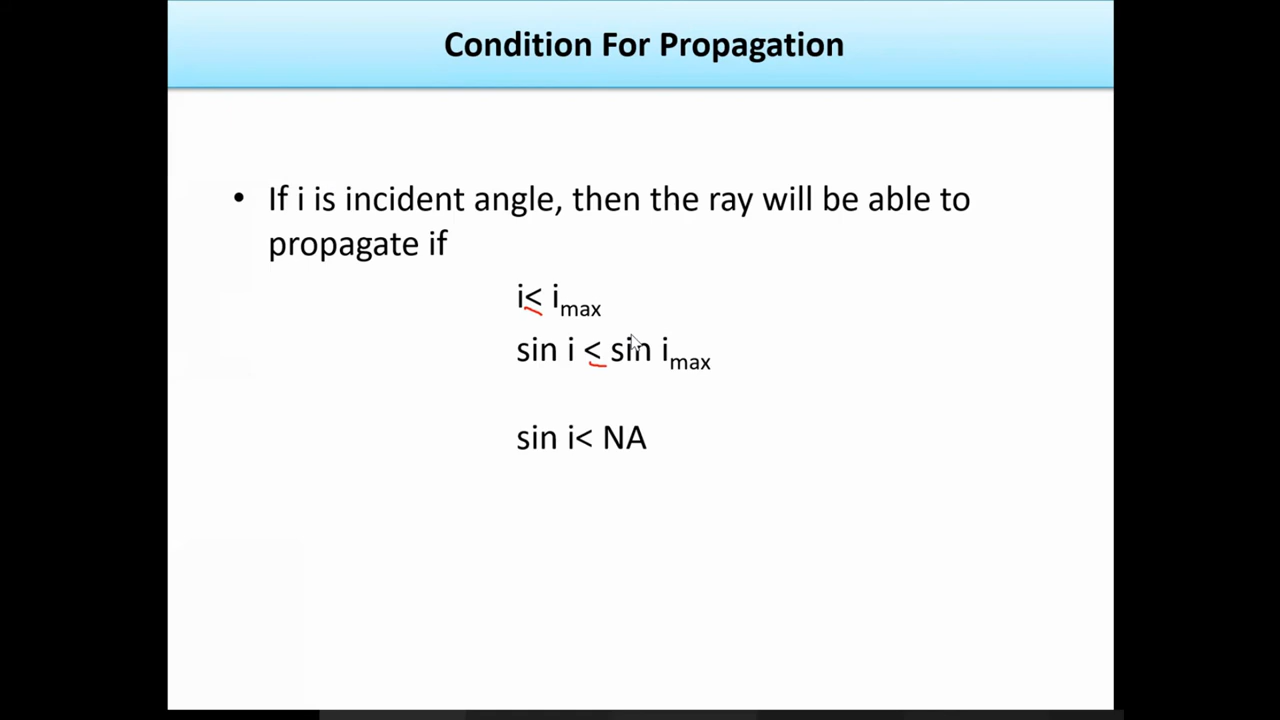 Condition For Propagation
• If i is incident angle, then the ray will be able to
propagate if
i≤ imax
sin i ≤ sin imax
sin i< NA